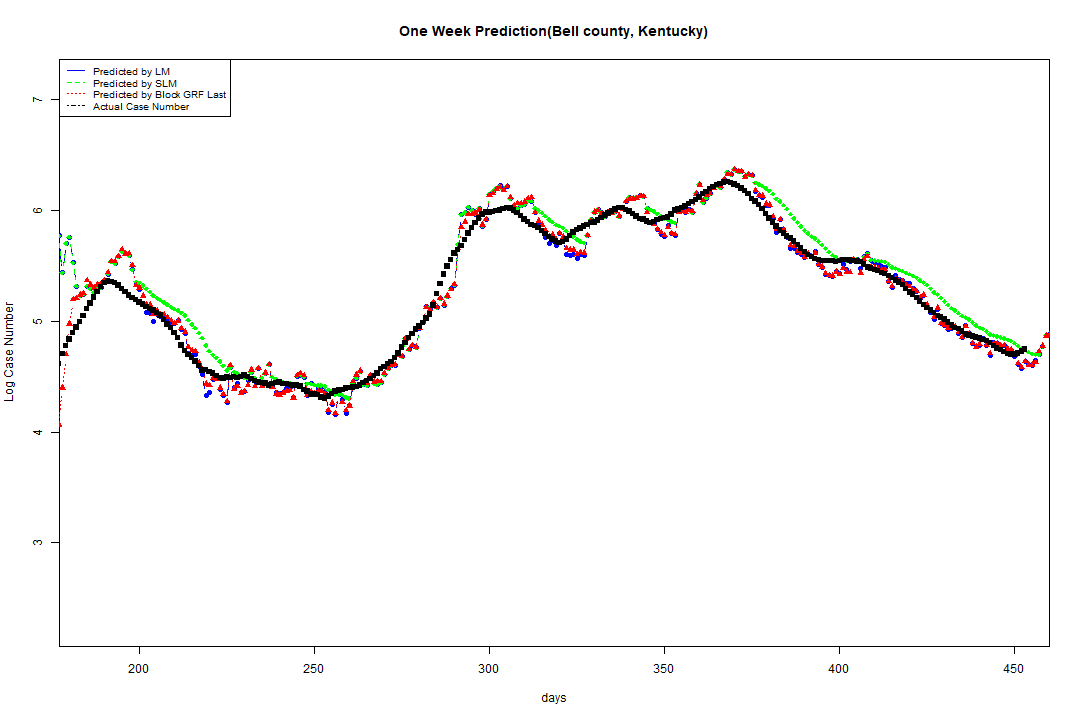 One Week Prediction(Bell county, Kentucky)
Predicted by LM
Predicted by SLM
Predicted by Block GRF Last
Actual Case Number
Log Case Number
7
6
5
4
3
200 250 300 350 400 450
days